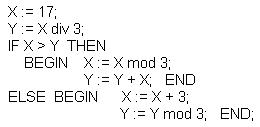 X := 17;
Y := X div 3;
IF X > Y THEN
BEGIN X := X mod 3;
Y := Y + X; END
ELSE BEGIN X := X + 3;
Y := Y mod 3; END;